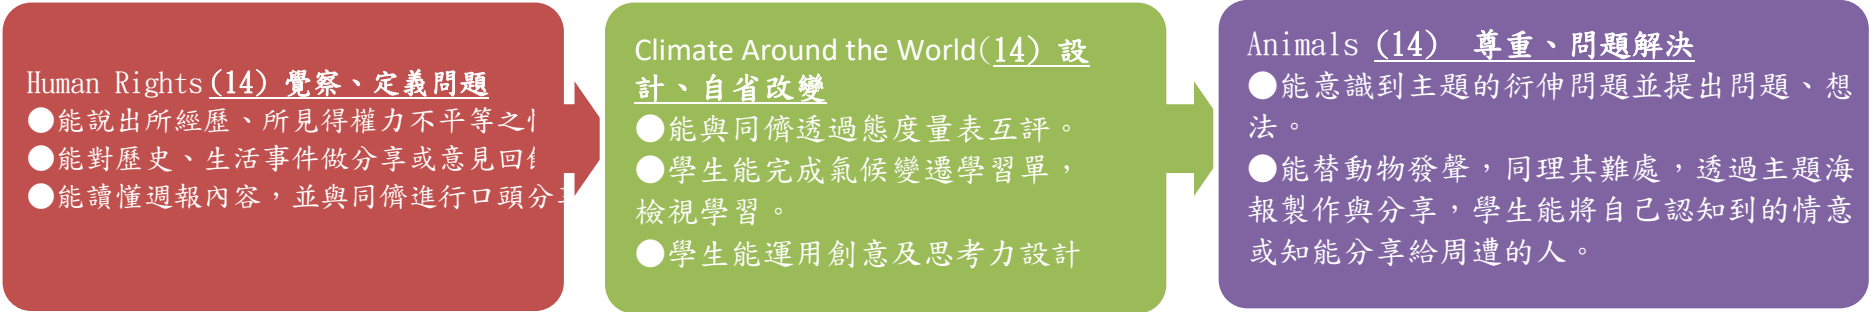 Human Rights(14) 覺察、定義問題
●能說出所經歷、所見得權力不平等之
●能對歷史、生活事件做分享或意見回
●能讀懂週報內容，並與同儕進行口頭分
Climate Around the World(14) 設
計、自省改變
●能與同儕透過態度量表互評。
●學生能完成氣候變遷學習單，
檢視學習。
●學生能運用創意及思考力設計
Animals (14) 尊重、問題解決
●能意識到主題的衍伸問題並提出問題、想
法。
●能替動物發聲，同理其難處，透過主題海
報製作與分享，學生能將自己認知到的情意
或知能分享給周遭的人。